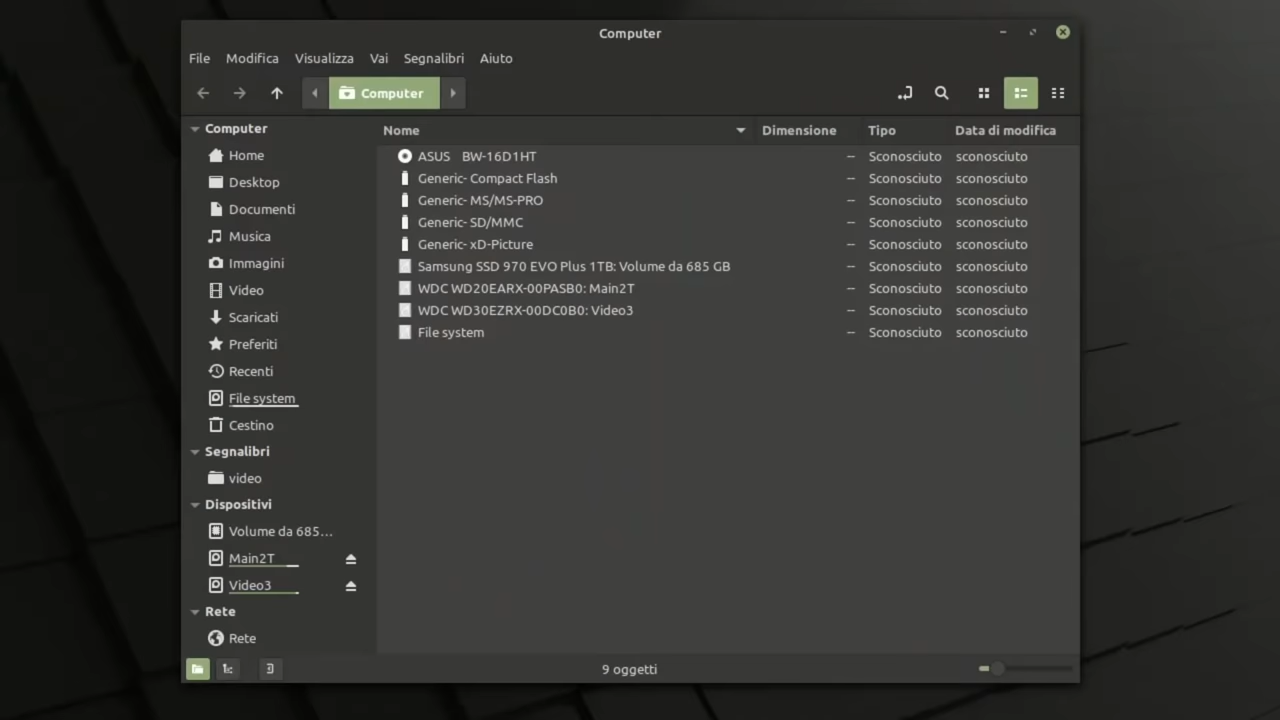 Computer
File Modifica Visualizza Vai Segnalibri Aiuto
Computer
Computer
Home
Desktop
Documenti
Musica
Immagini
Video
Scaricati
Preferiti
Recenti
File system
Cestino
Segnalibri
video
Dispositivi
Volume da 685...
Main2T
Video3
Rete
Rete
Nome Dimensione Tipo Data di modifica
ASUS BW-16D1HT -- Sconosciuto sconosciuto
Generic- Compact Flash -- Sconosciuto sconosciuto
Generic- MS/MS-PRO -- Sconosciuto sconosciuto
Generic- SD/MMC -- Sconosciuto sconosciuto
Generic- xD-Picture -- Sconosciuto sconosciuto
Samsung SSD 970 EVO Plus 1TB: Volume da 685 GB -- Sconosciuto sconosciuto
WDC WD20EARX-00PASB0: Main2T -- Sconosciuto sconosciuto
WDC WD30EZRX-00DC0B0: Video3 -- Sconosciuto sconosciuto
File system -- Sconosciuto sconosciuto
9 oggetti